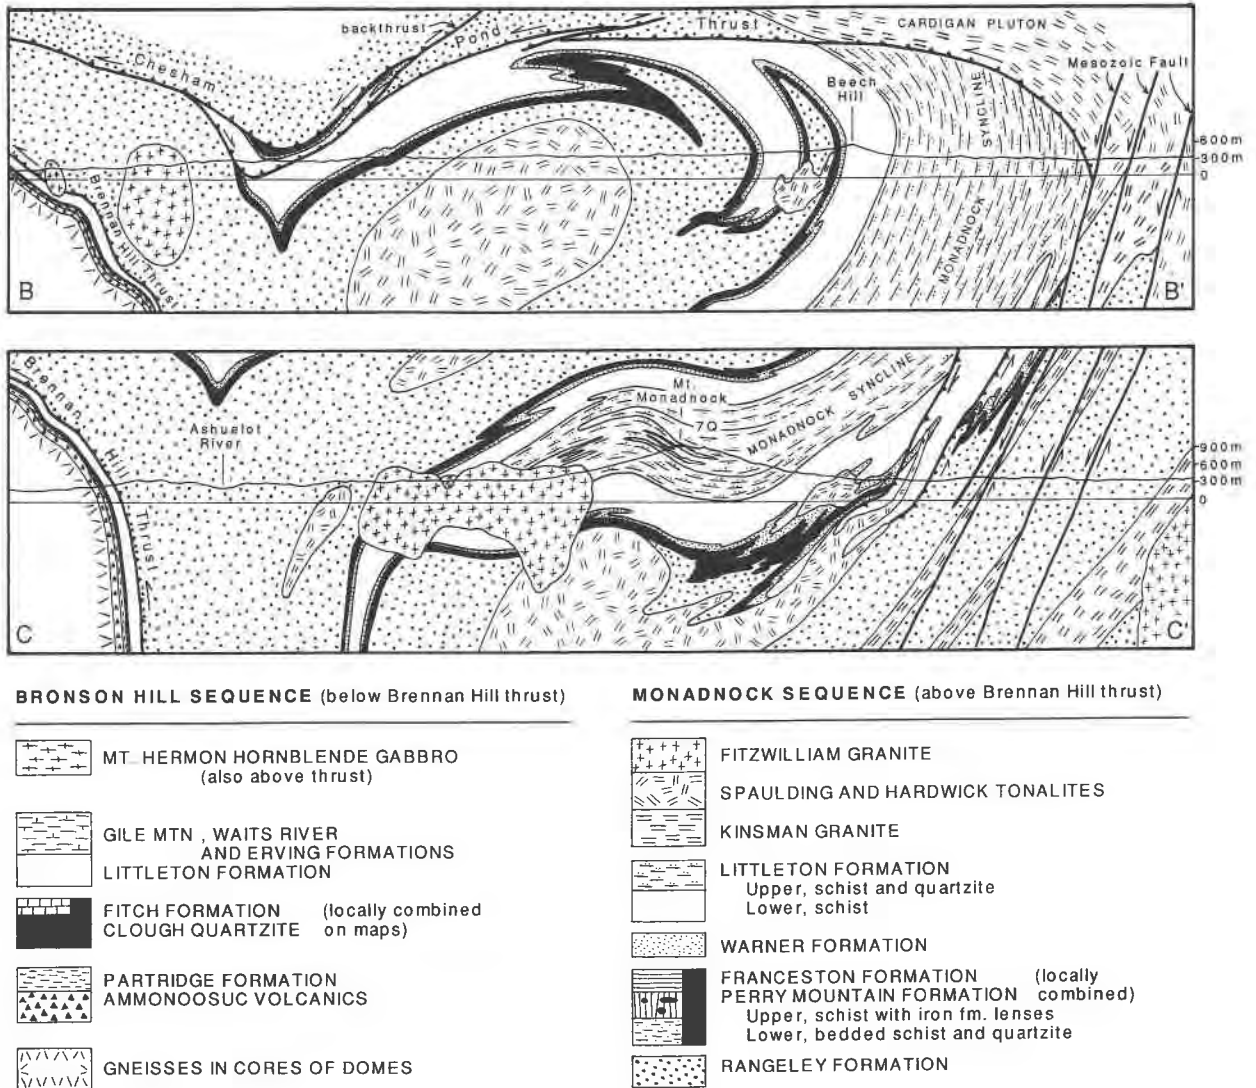 backthrust
Pond
Thrust
CARDIGAN PLUTON
Chesham
Mesozoic Fault
Beech
Hill
SYNCLINE
600m
300m
0
Brennan Hill Thrust
MONADNOCK
B
B'
Brennan
Hill
Thrust
Ashuelot
River
Mt.
Monadnock
7Q
MONADNOCK SYNCLINE
900m
600m
300m
0
C
C'
BRONSON HILL SEQUENCE (below Brennan Hill thrust)
MT. HERMON HORNBLENDE GABBRO
(also above thrust)
GILE MTN , WAITS RIVER
AND ERVING FORMATIONS
LITTLETON FORMATION
FITCH FORMATION (locally combined
CLOUGH QUARTZITE on maps)
PARTRIDGE FORMATION
AMMONOOSUC VOLCANICS
GNEISSES IN CORES OF DOMES
MONADNOCK SEQUENCE (above Brennan Hill thrust)
FITZWILLIAM GRANITE
SPAULDING AND HARDWICK TONALITES
KINSMAN GRANITE
LITTLETON FORMATION
Upper, schist and quartzite
Lower, schist
WARNER FORMATION
FRANCESTON FORMATION (locally
PERRY MOUNTAIN FORMATION combined)
Upper, schist with iron fm. lenses
Lower, bedded schist and quartzite
RANGELEY FORMATION